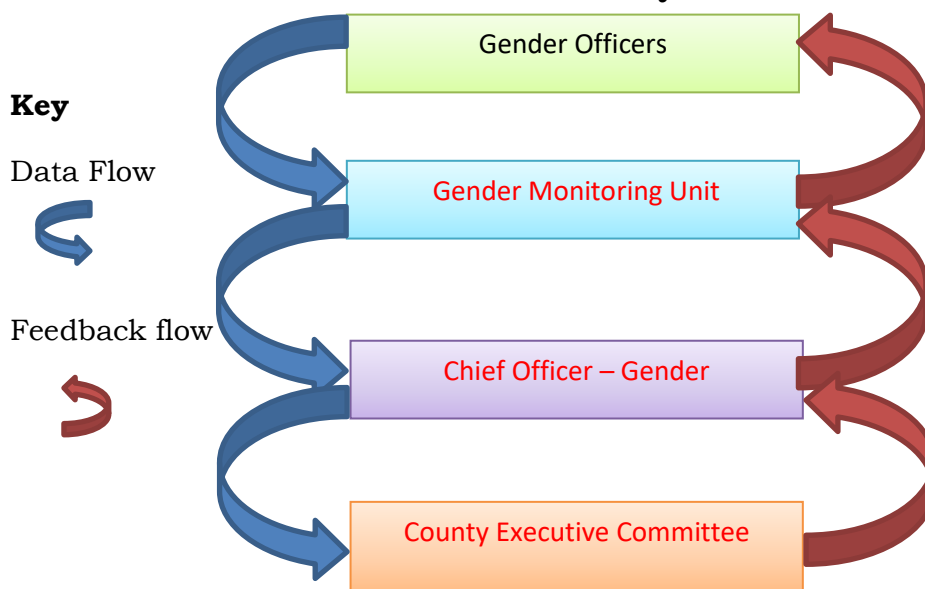 Gender Officers
Key
Data Flow
Gender Monitoring Unit
Feedback flow
Chief Officer – Gender
County Executive Committee